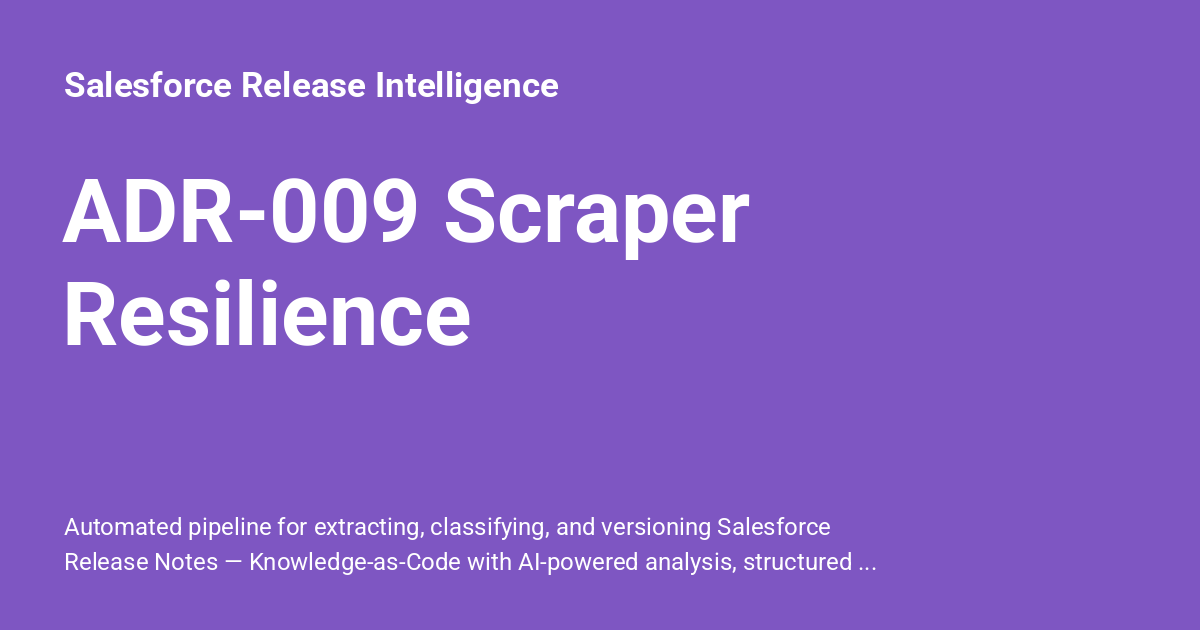 Salesforce Release Intelligence
ADR-009 Scraper
Resilience
Automated pipeline for extracting, classifying, and versioning Salesforce
Release Notes — Knowledge-as-Code with AI-powered analysis, structured ...